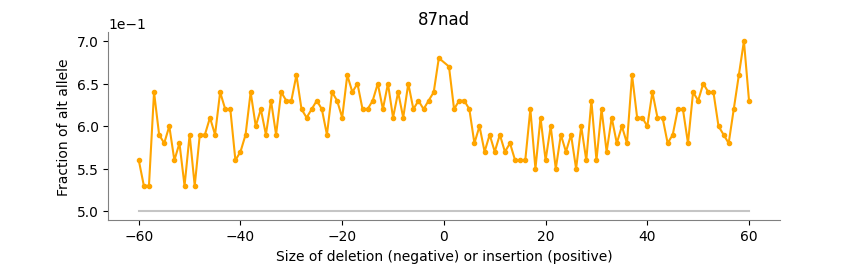 87nad
1e−1
Fraction of alt allele
7.0
6.5
6.0
5.5
5.0
−60 −40 −20 0 20 40 60
Size of deletion (negative) or insertion (positive)